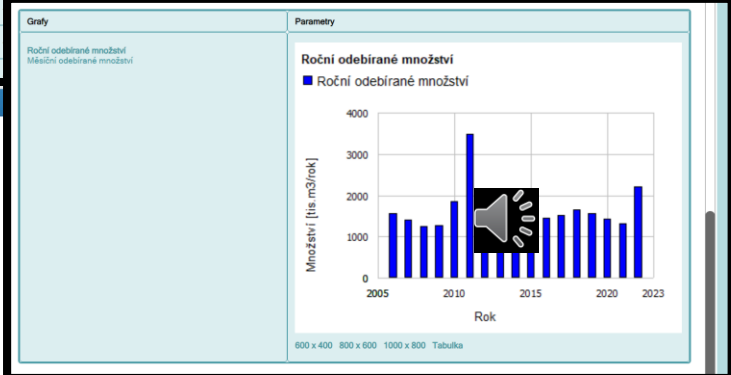 Grafy
Parametry
Roční odebírané množství
Měsíční odebírané množství
Roční odebírané množství
Roční odebírané množství
4000
3000
2000
1000
0
Množství [tis.m3/rok]
2005 2010 2015 2020 2023
Rok
600 x 400 800 x 600 1000 x 800 Tabulka